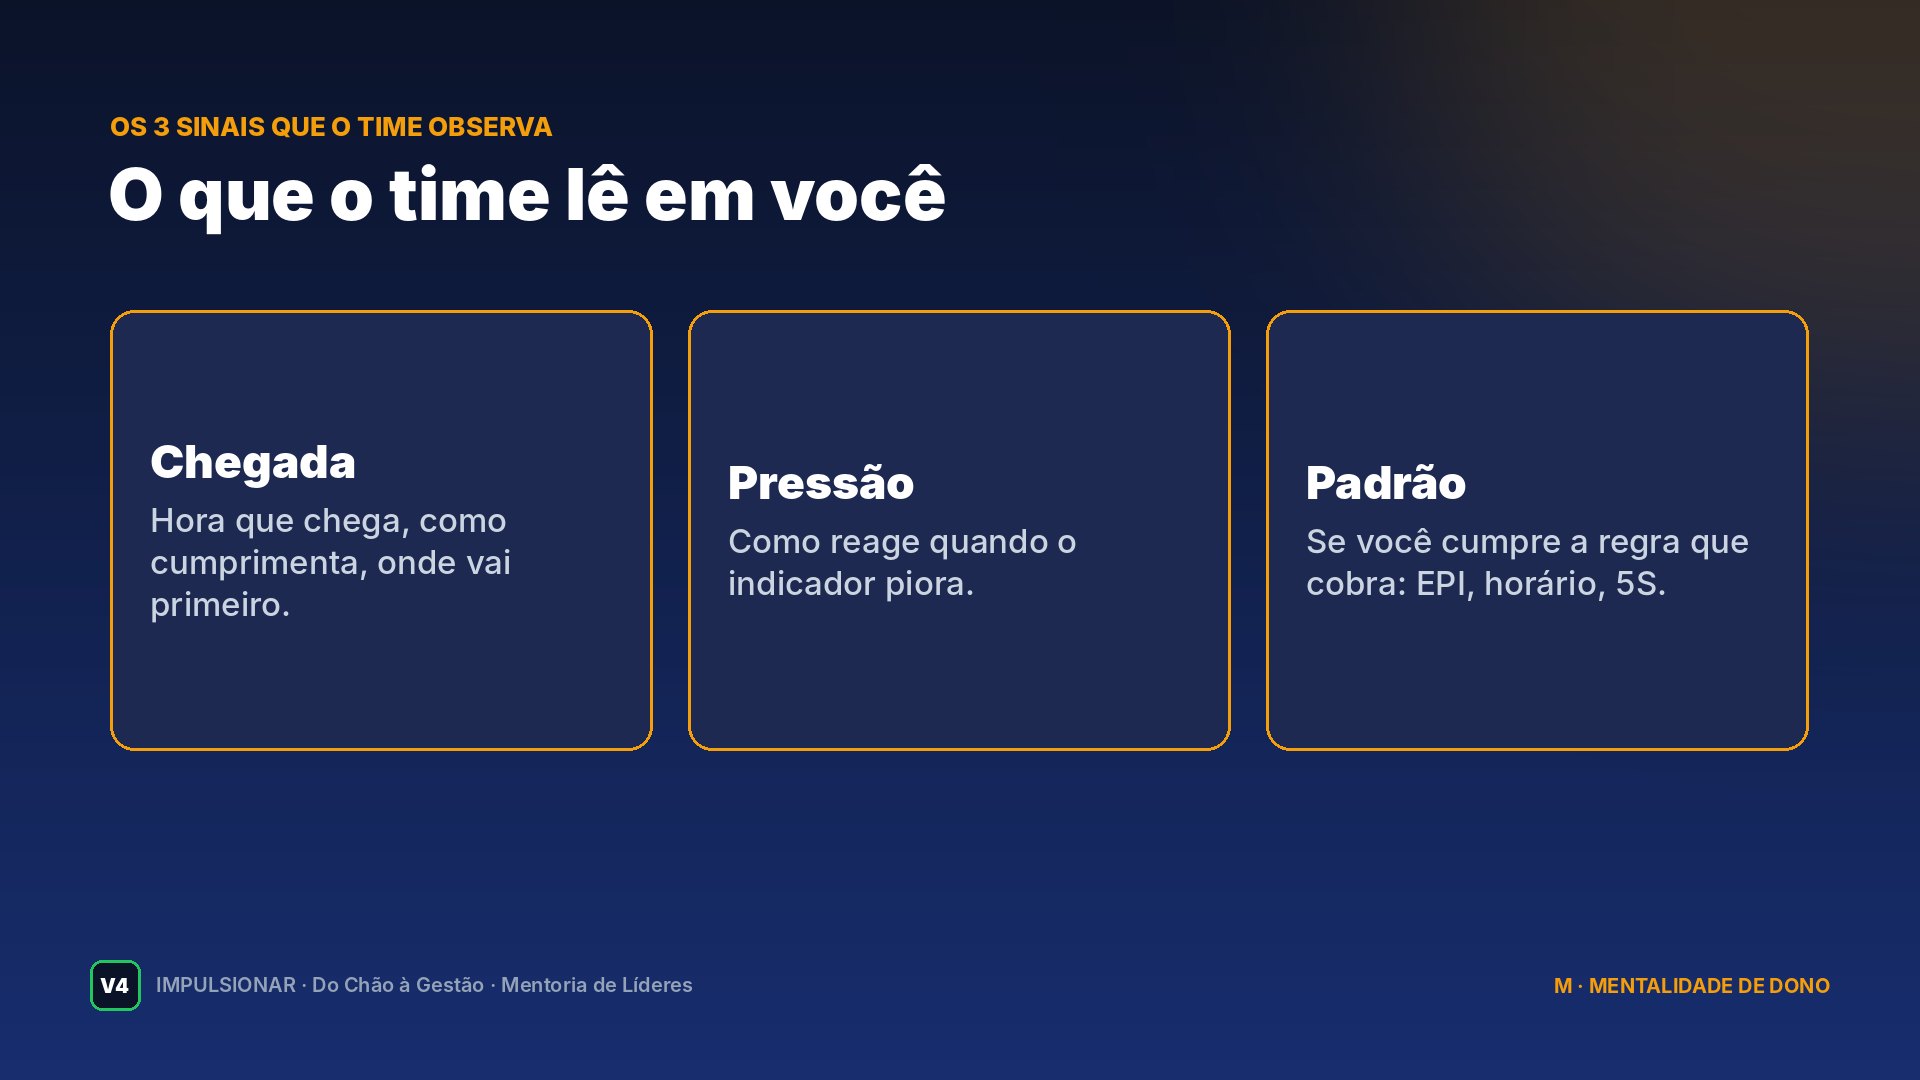 OS 3 SINAIS QUE O TIME OBSERVA
O que o time lê em você
Chegada
Hora que chega, como
cumprimenta, onde vai
primeiro.
Pressão
Como reage quando o
indicador piora.
Padrão
Se você cumpre a regra que
cobra: EPI, horário, 5S.
V4
IMPULSIONAR · Do Chão à Gestão · Mentoria de Líderes
M · MENTALIDADE DE DONO